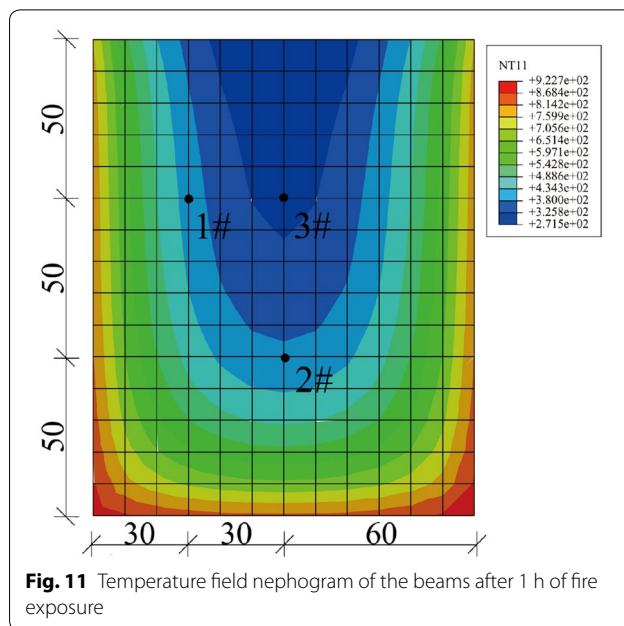 NT11
+9.227e+02
+8.684e+02
+8.142e+02
+7.599e+02
+7.056e+02
+6.514e+02
+5.971e+02
+5.428e+02
+4.886e+02
+4.343e+02
+3.800e+02
+3.258e+02
+2.715e+02
50
50
50
1#
3#
2#
30
30
60
Fig. 11 Temperature field nephogram of the beams after 1 h of fire
exposure